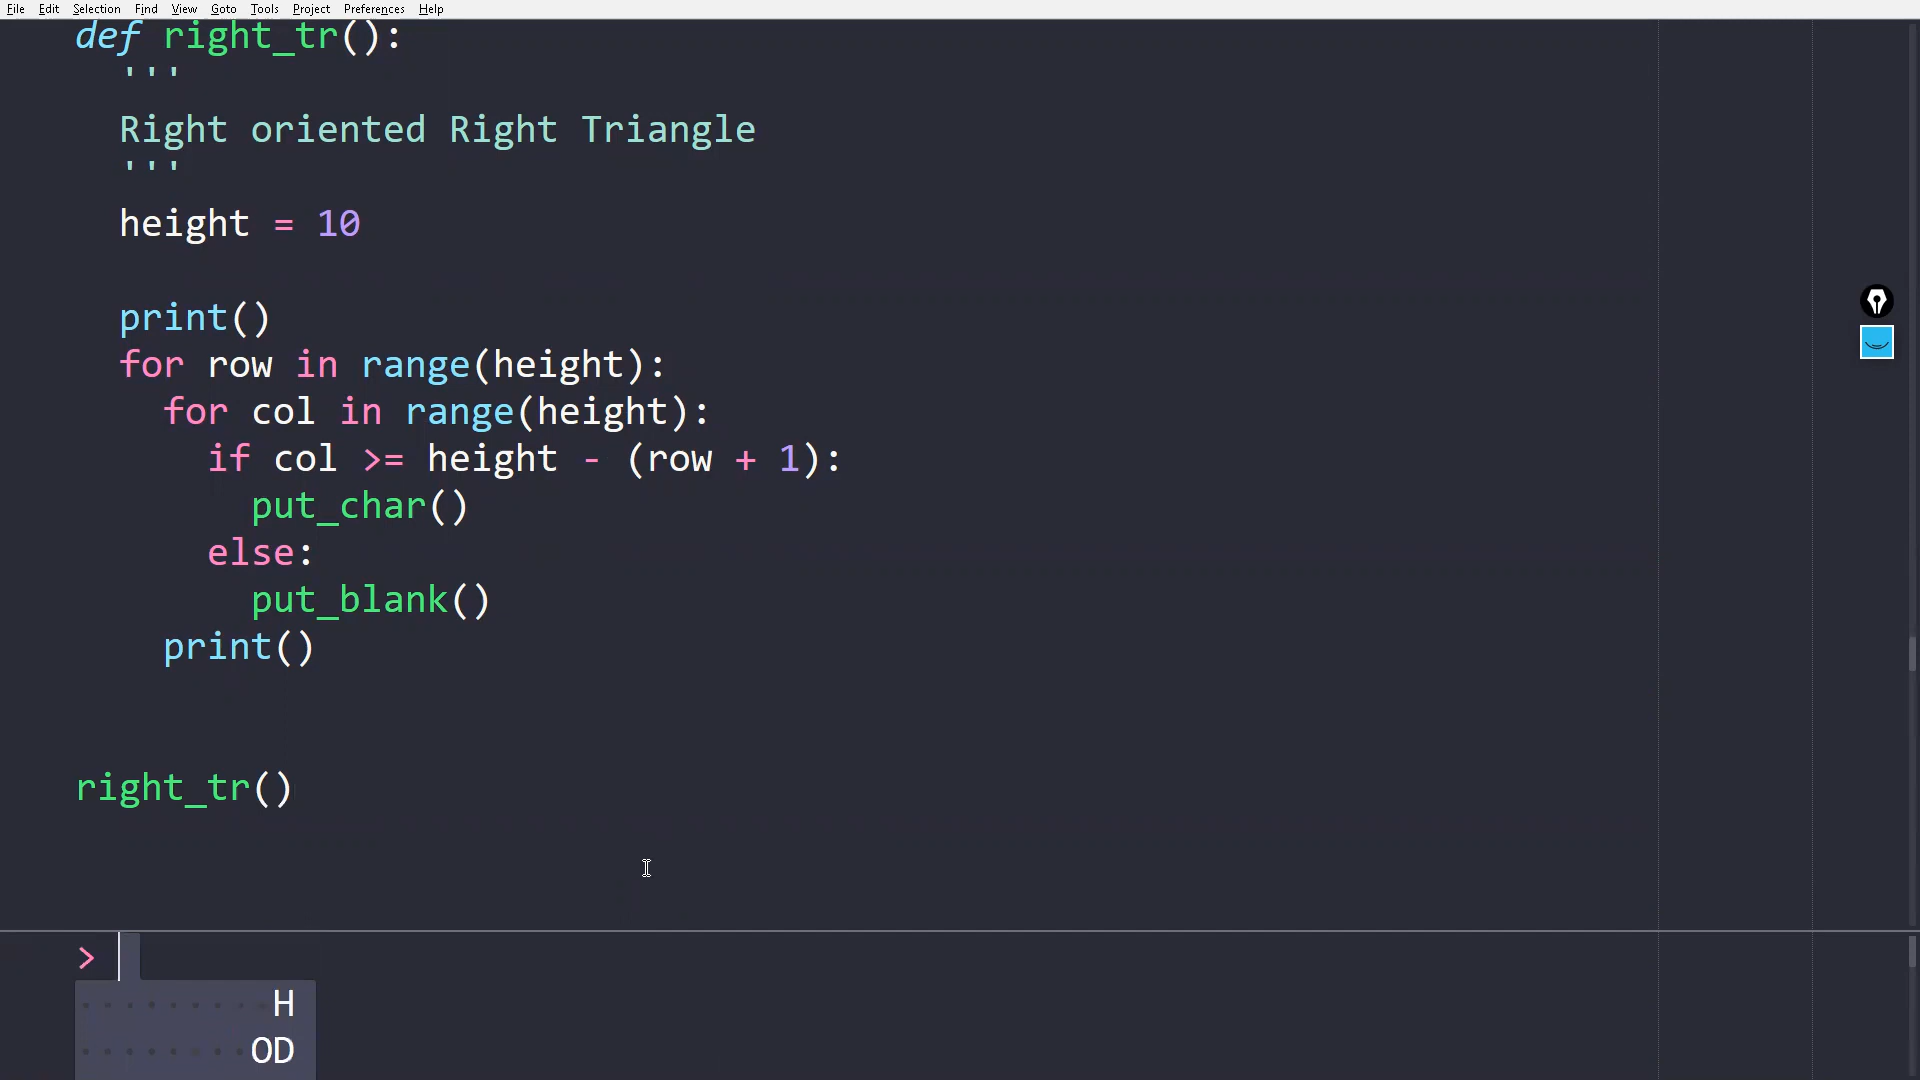 File Edit Selection Find View Goto Tools Project Preferences Help
def right_tr():
'''
Right oriented Right Triangle
'''
height = 10
print()
for row in range(height):
for col in range(height):
if col >= height - (row + 1):
put_char()
else:
put_blank()
print()
right_tr()
>
H
OD